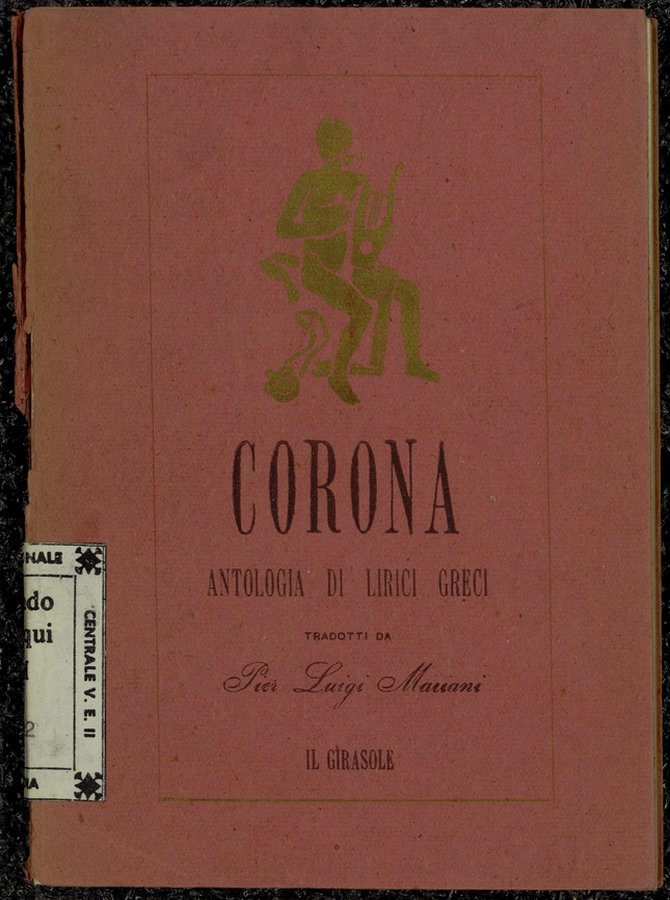 CORONA
ANTOLOGIA DI LIRICI GRECI
TRADOTTI DA
Pier Luigi Mariani
IL GIRASOLE
CENTRALE V. E. II